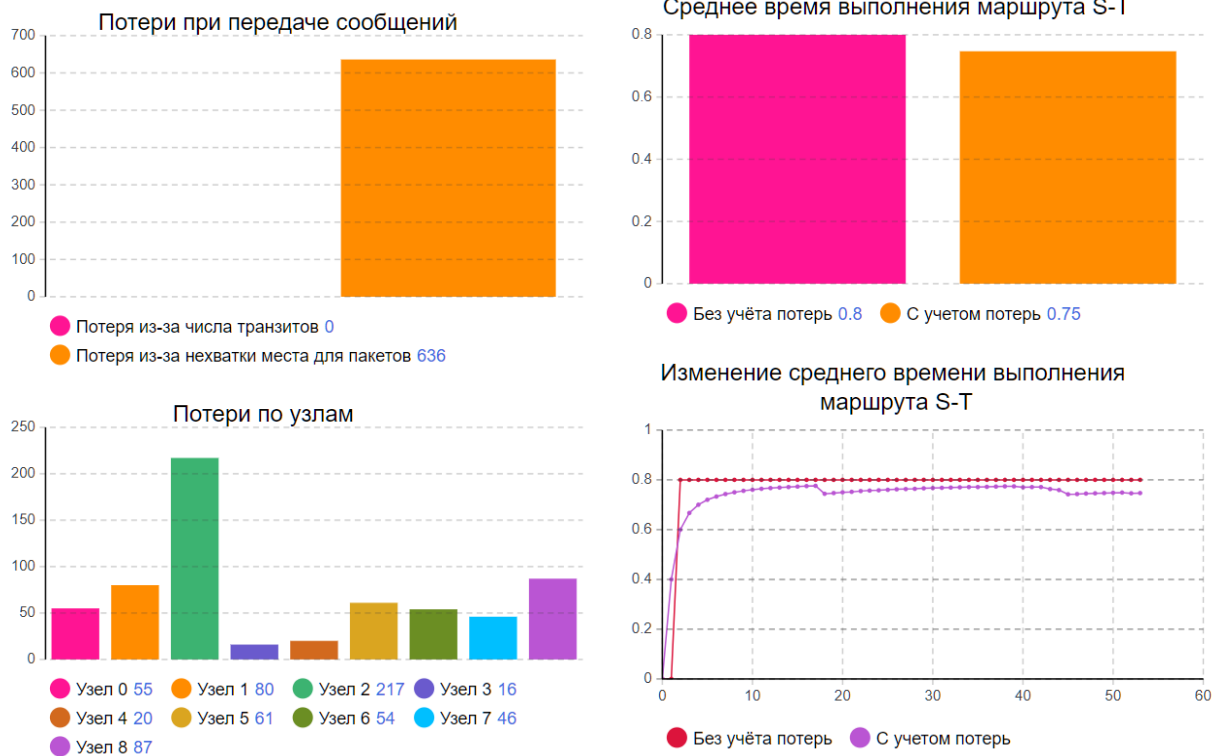 Потери при передаче сообщений
700
600
500
400
300
200
100
0
Потеря из-за числа транзитов 0
Потеря из-за нехватки места для пакетов 636
Среднее время выполнения маршрута S-T
0.8
0.6
0.4
0.2
0
Без учёта потерь 0.8 С учетом потерь 0.75
Потери по узлам
250
200
150
100
50
0
Узел 0 55 Узел 1 80 Узел 2 217 Узел 3 16
Узел 4 20 Узел 5 61 Узел 6 54 Узел 7 46
Узел 8 87
Изменение среднего времени выполнения
маршрута S-T
1
0.8
0.6
0.4
0.2
0
0 10 20 30 40 50 60
Без учёта потерь С учетом потерь